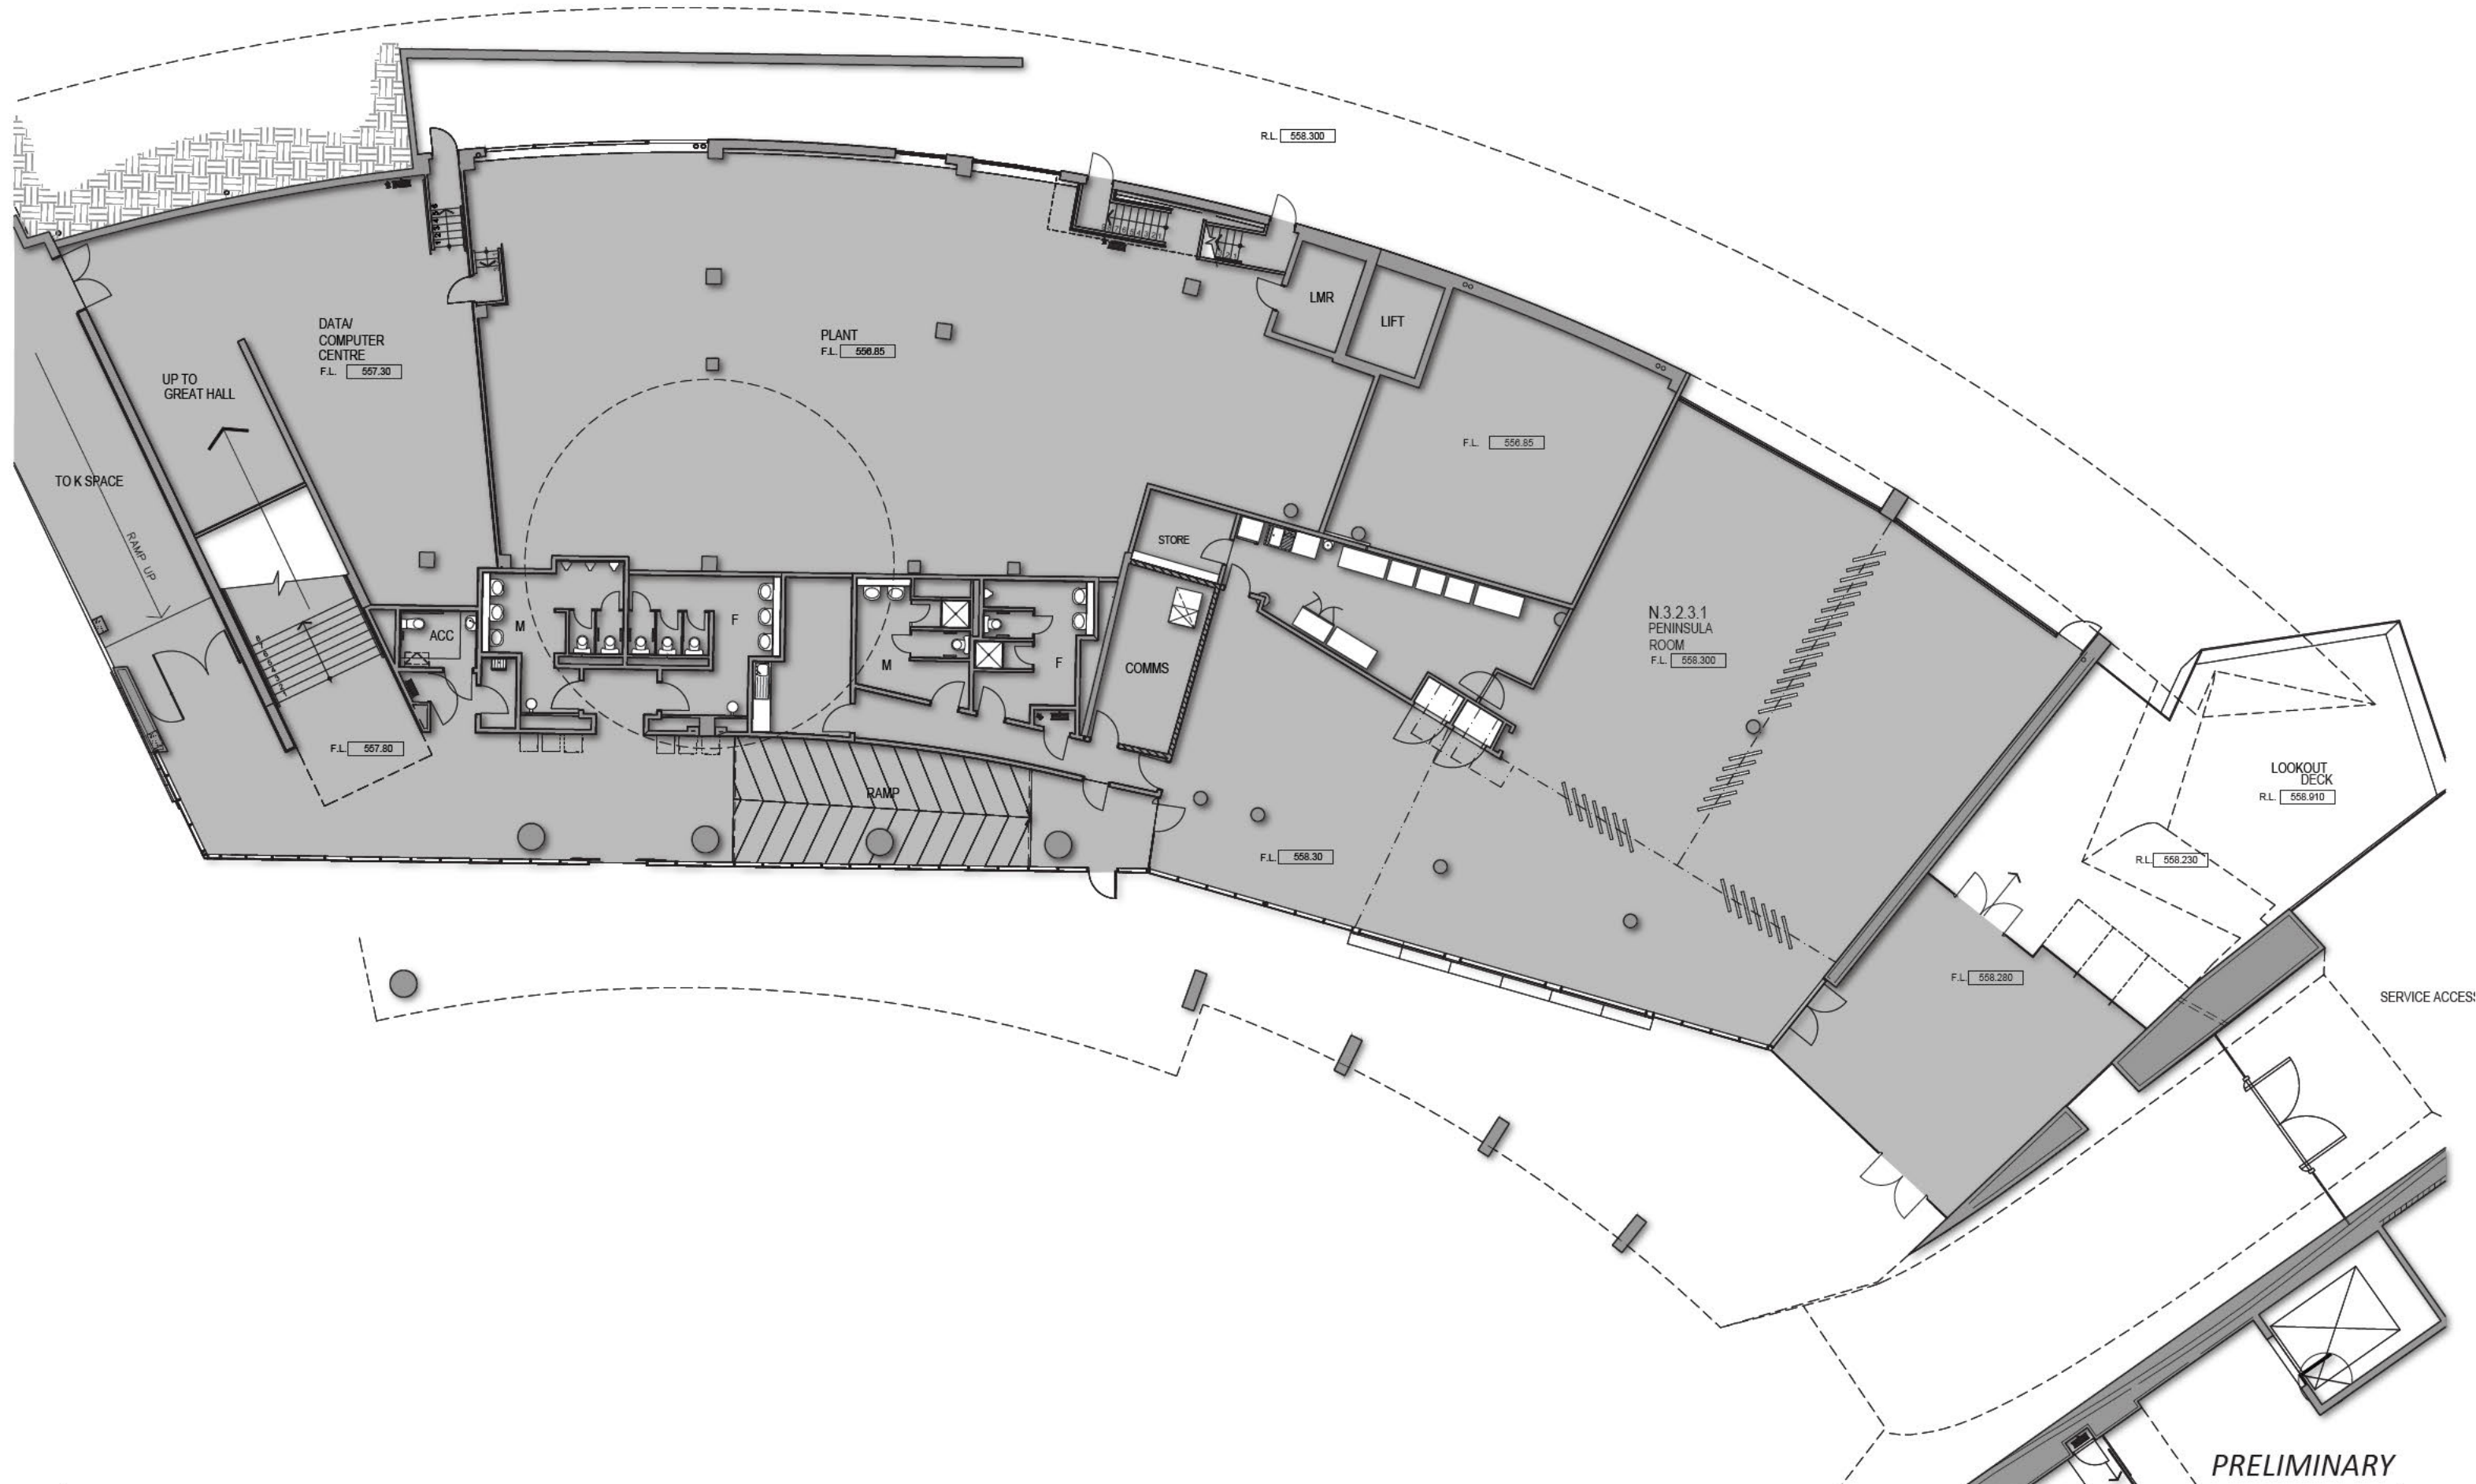 R.L. 558.300
DATA/
COMPUTER
CENTRE
F.L. 557.30
PLANT
F.L. 556.85
LMR
LIFT
UP TO
GREAT HALL
TO K SPACE
RAMP UP
F.L. 556.85
STORE
ACC
M
F
M
F
COMMS
N.3.2.3.1
PENINSULA
ROOM
F.L. 558.300
F.L. 557.80
RAMP
F.L. 558.30
LOOKOUT
DECK
R.L. 558.910
R.L. 558.230
F.L. 558.280
SERVICE ACCES
PRELIMINARY